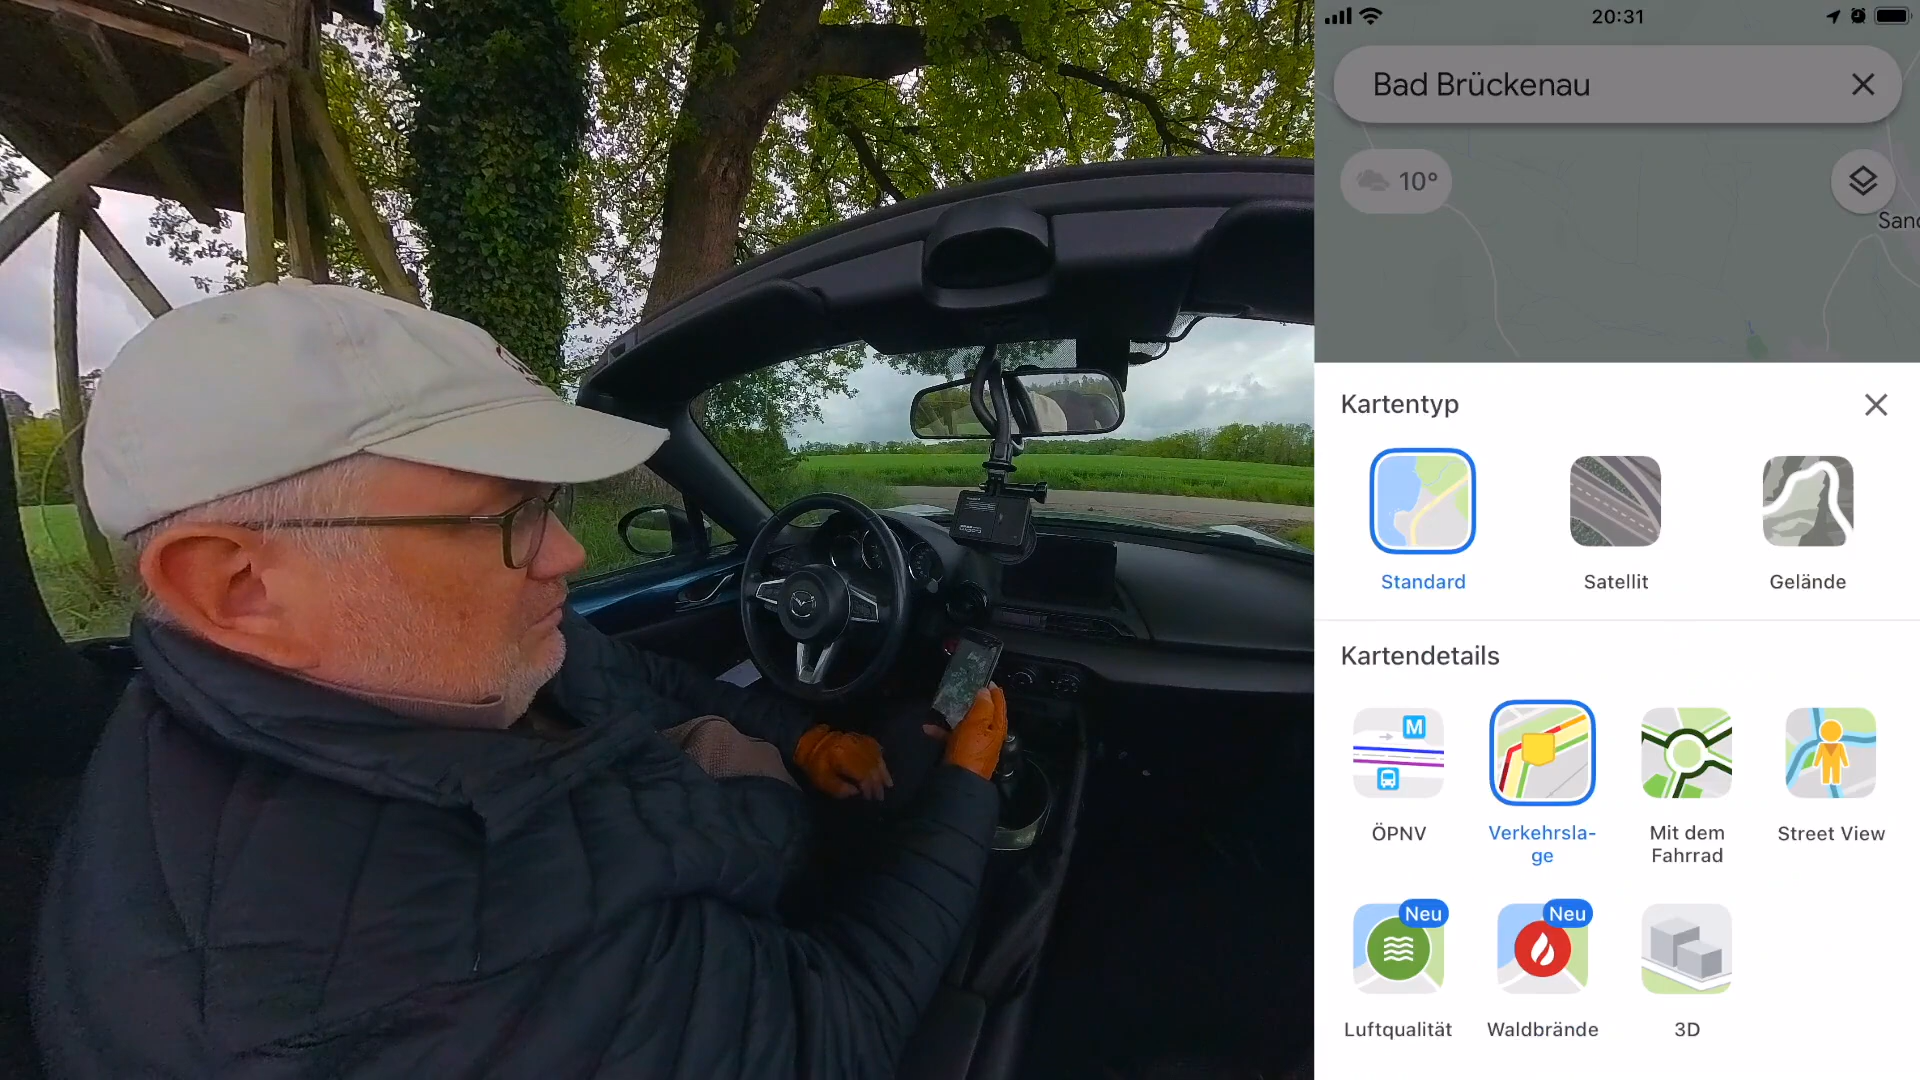 20:31
Bad Brückenau
10°
Sand
Kartentyp
Standard
Satellit
Gelände
Kartendetails
M
ÖPNV
Verkehrsla-
ge
Mit dem
Fahrrad
Street View
Neu
Neu
Luftqualität
Waldbrände
3D